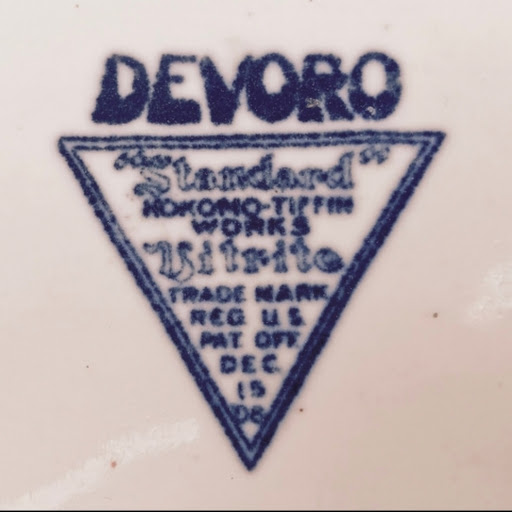 DEVORO
"Standard"
KOKOMO-TIFFIN
WORKS
Vitrite
TRADE MARK
REG. U.S.
PAT. OFF.
DEC.
15
'08